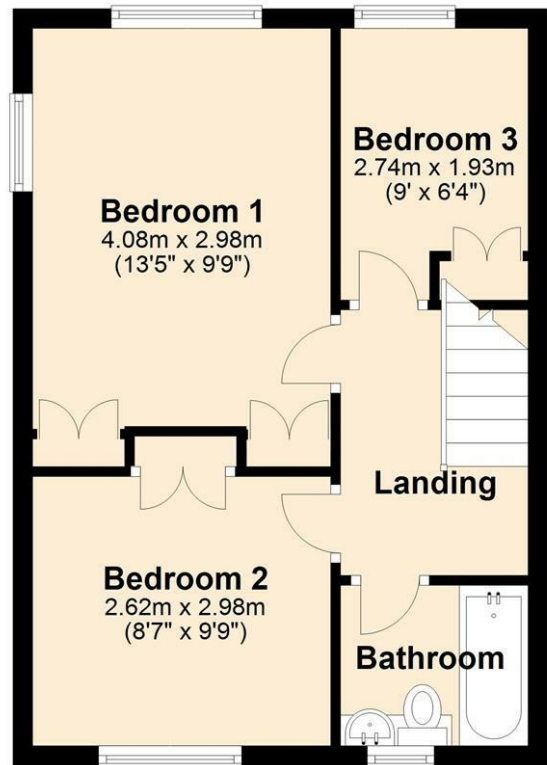 Bedroom 3
2.74m x 1.93m
(9' x 6'4")
Bedroom 1
4.08m x 2.98m
(13'5" x 9'9")
Landing
Bedroom 2
2.62m x 2.98m
(8'7" x 9'9")
Bathroom